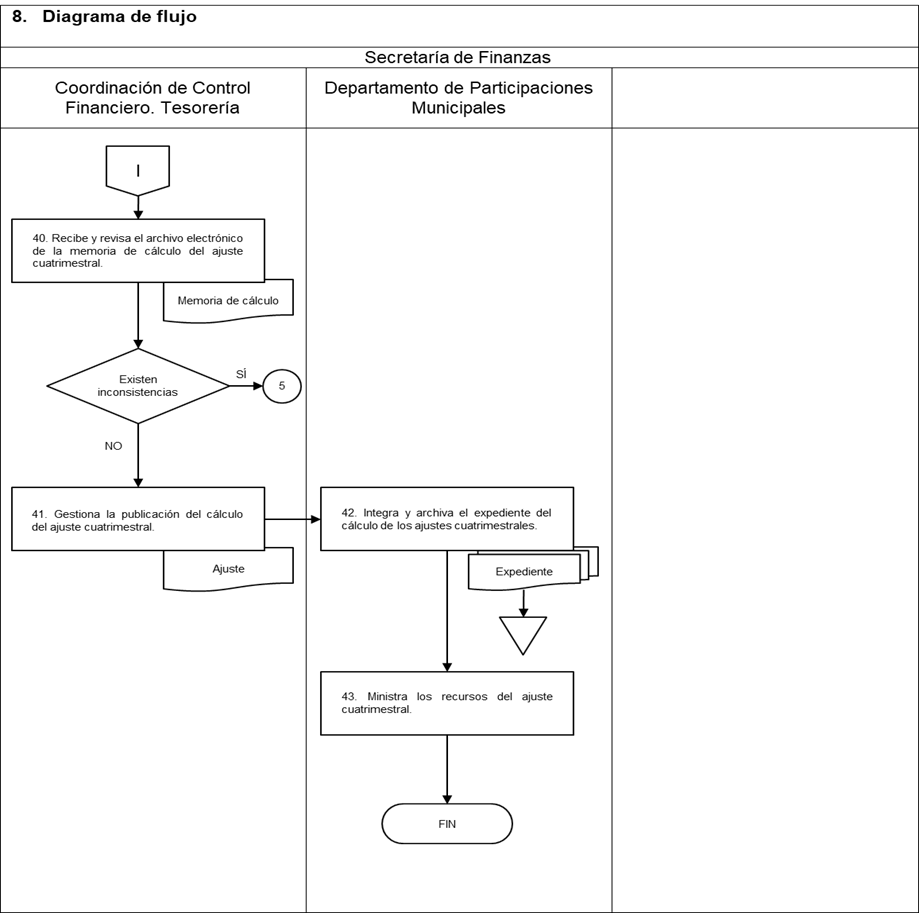 8. Diagrama de flujo
Secretaría de Finanzas
Coordinación de Control
Financiero. Tesorería
Departamento de Participaciones
Municipales
I
40. Recibe y revisa el archivo electrónico
de la memoria de cálculo del ajuste
cuatrimestral.
Memoria de cálculo
Existen
inconsistencias
SÌ
5
NO
41. Gestiona la publicación del cálculo
del ajuste cuatrimestral.
Ajuste
42. Integra y archiva el expediente del
cálculo de los ajustes cuatrimestrales.
Expediente
43. Ministra los recursos del ajuste
cuatrimestral.
FIN